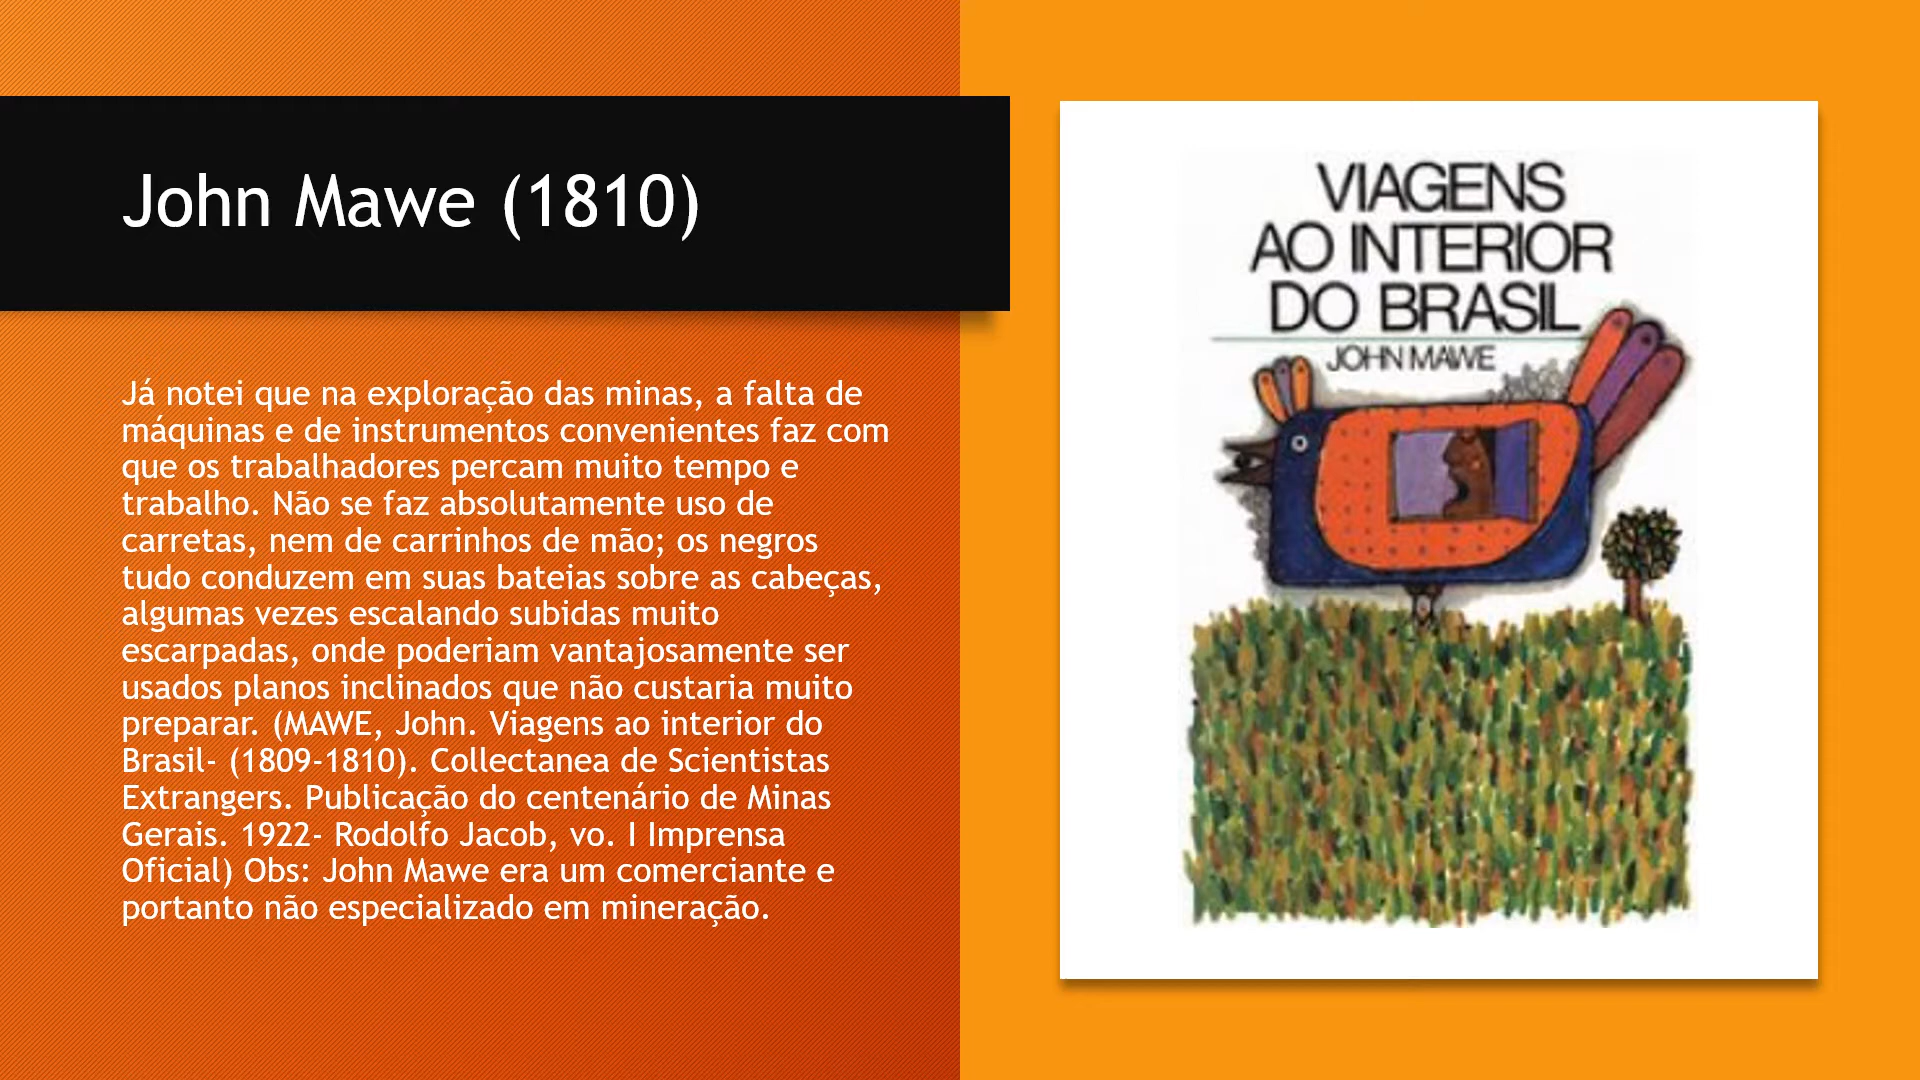 John Mawe (1810)
Já notei que na exploração das minas, a falta de
máquinas e de instrumentos convenientes faz com
que os trabalhadores percam muito tempo e
trabalho. Não se faz absolutamente uso de
carretas, nem de carrinhos de mão; os negros
tudo conduzem em suas bateias sobre as cabeças,
algumas vezes escalando subidas muito
escarpadas, onde poderiam vantajosamente ser
usados planos inclinados que não custaria muito
preparar. (MAWE, John. Viagens ao interior do
Brasil- (1809-1810). Collectanea de Scientistas
Extrangers. Publicação do centenário de Minas
Gerais. 1922- Rodolfo Jacob, vo. I Imprensa
Oficial) Obs: John Mawe era um comerciante e
portanto não especializado em mineração.
VIAGENS
AO INTERIOR
DO BRASIL
JOHN MAWE